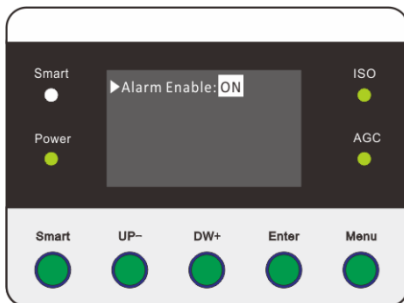 Smart
ISO
▶Alarm Enable: ON
Power
AGC
Smart UP− DW+ Enter Menu